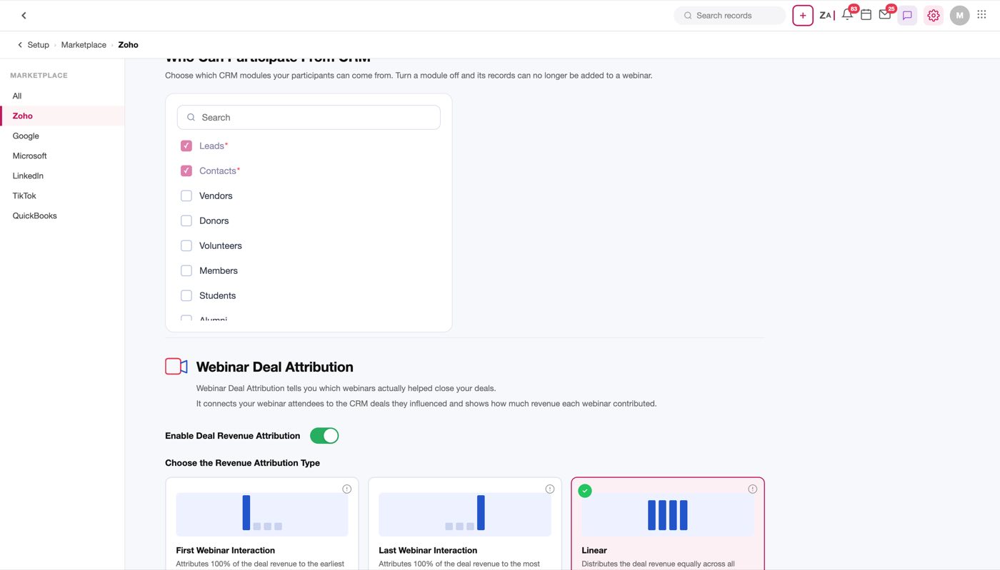 Search records
+
ZA
83
25
M
Setup
Marketplace
Zoho
MARKETPLACE
All
Zoho
Google
Microsoft
LinkedIn
TikTok
QuickBooks
Who Can Participate From CRM
Choose which CRM modules your participants can come from. Turn a module off and its records can no longer be added to a webinar.
Search
Leads*
Contacts*
Vendors
Donors
Volunteers
Members
Students
Alumni
Webinar Deal Attribution
Webinar Deal Attribution tells you which webinars actually helped close your deals.
It connects your webinar attendees to the CRM deals they influenced and shows how much revenue each webinar contributed.
Enable Deal Revenue Attribution
Choose the Revenue Attribution Type
First Webinar Interaction
Attributes 100% of the deal revenue to the earliest
Last Webinar Interaction
Attributes 100% of the deal revenue to the most
Linear
Distributes the deal revenue equally across all